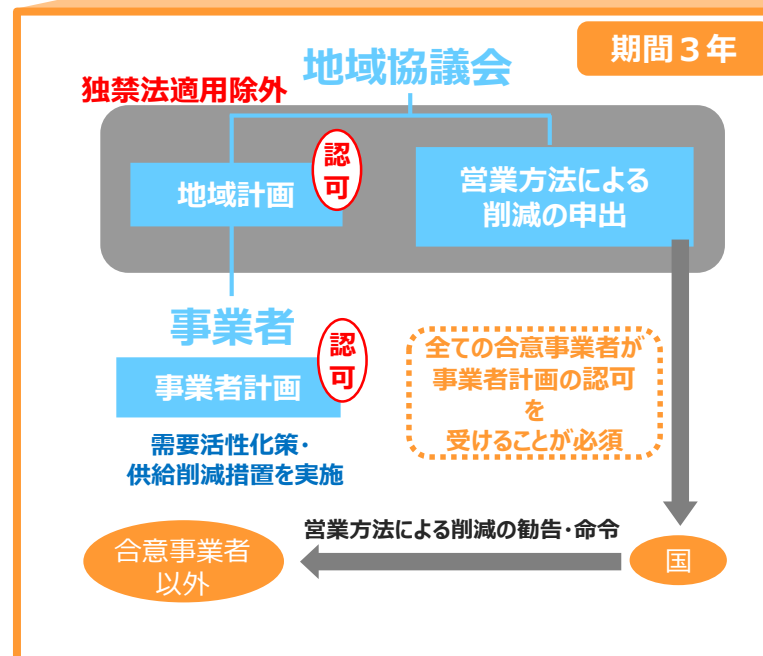 期間３年
地域協議会
独禁法適用除外
認
可
地域計画
営業方法による
削減の申出
事業者
認
可
事業者計画
全ての合意事業者が
事業者計画の認可
を
受けることが必須
需要活性化策・
供給削減措置を実施
営業方法による削減の勧告・命令
合意事業者
以外
国